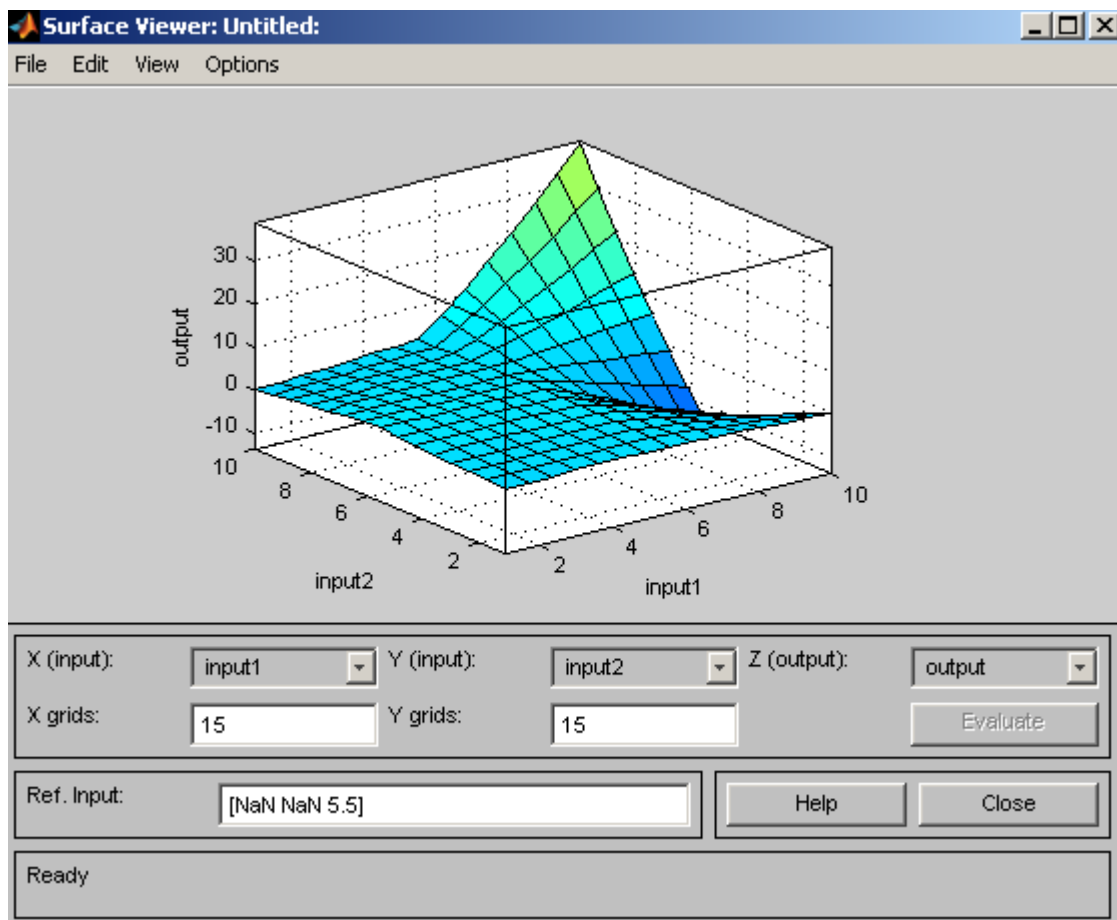 Surface Viewer: Untitled:
File Edit View Options
30
20
10
0
-10
output
10
8
6
4
2
input2
2
4
6
8
10
input1
X (input): input1 Y (input): input2 Z (output): output
X grids: 15 Y grids: 15 Evaluate
Ref. Input: [NaN NaN 5.5] Help Close
Ready